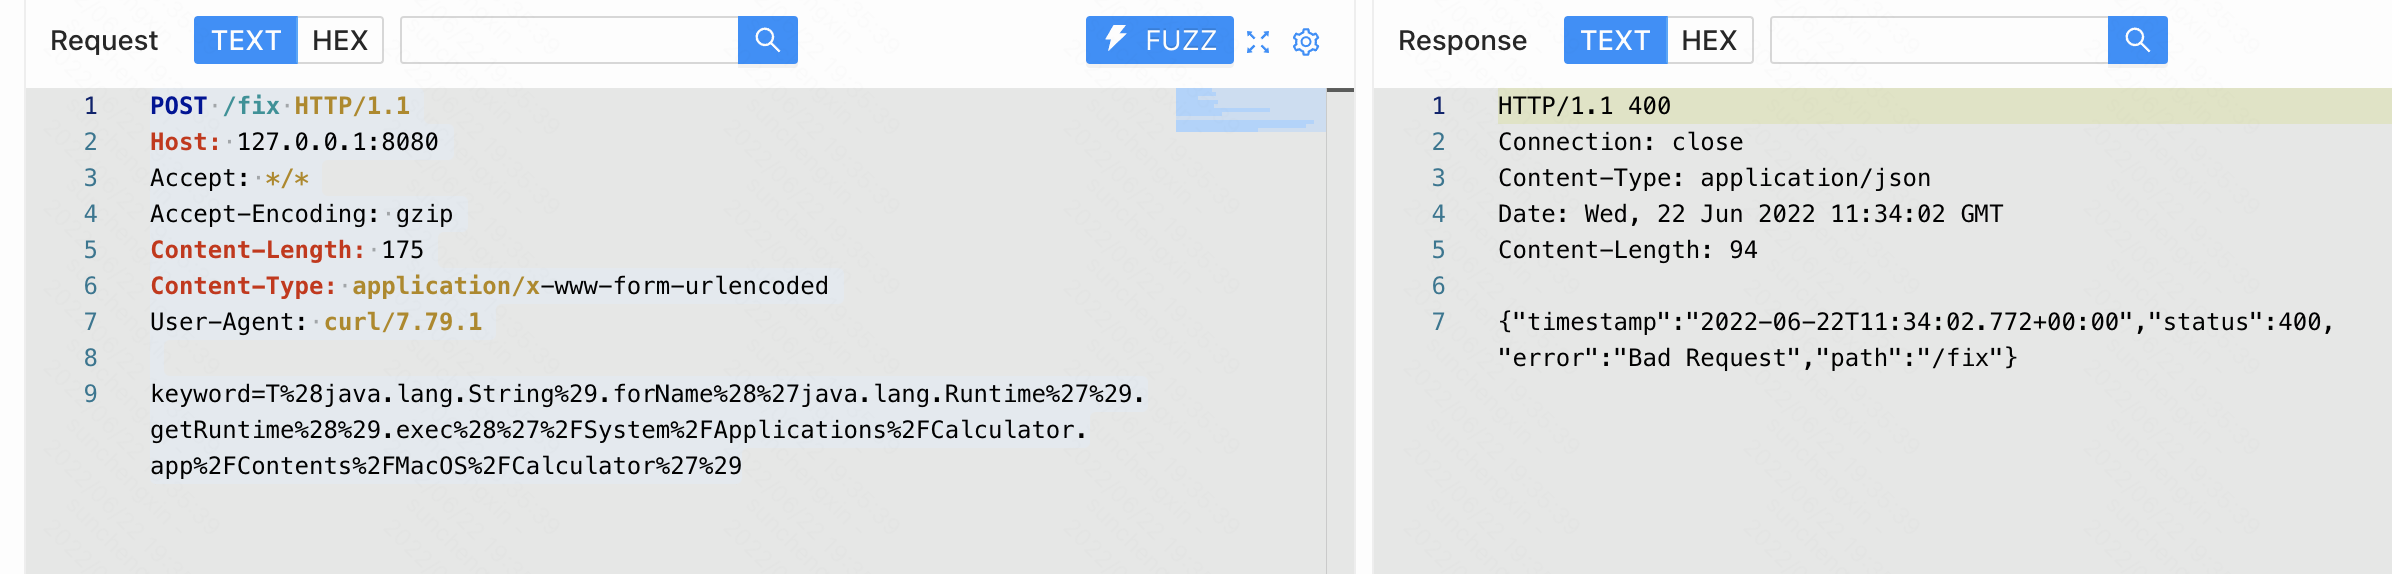 Request TEXT HEX FUZZ
1 POST /fix HTTP/1.1
2 Host: 127.0.0.1:8080
3 Accept: */*
4 Accept-Encoding: gzip
5 Content-Length: 175
6 Content-Type: application/x-www-form-urlencoded
7 User-Agent: curl/7.79.1
8
9 keyword=T%28java.lang.String%29.forName%28%27java.lang.Runtime%27%29.
getRuntime%28%29.exec%28%27%2FSystem%2FApplications%2FCalculator.
app%2FContents%2FMacOS%2FCalculator%27%29
Response TEXT HEX
1 HTTP/1.1 400
2 Connection: close
3 Content-Type: application/json
4 Date: Wed, 22 Jun 2022 11:34:02 GMT
5 Content-Length: 94
6
7 {"timestamp":"2022-06-22T11:34:02.772+00:00","status":400,
"error":"Bad Request","path":"/fix"}